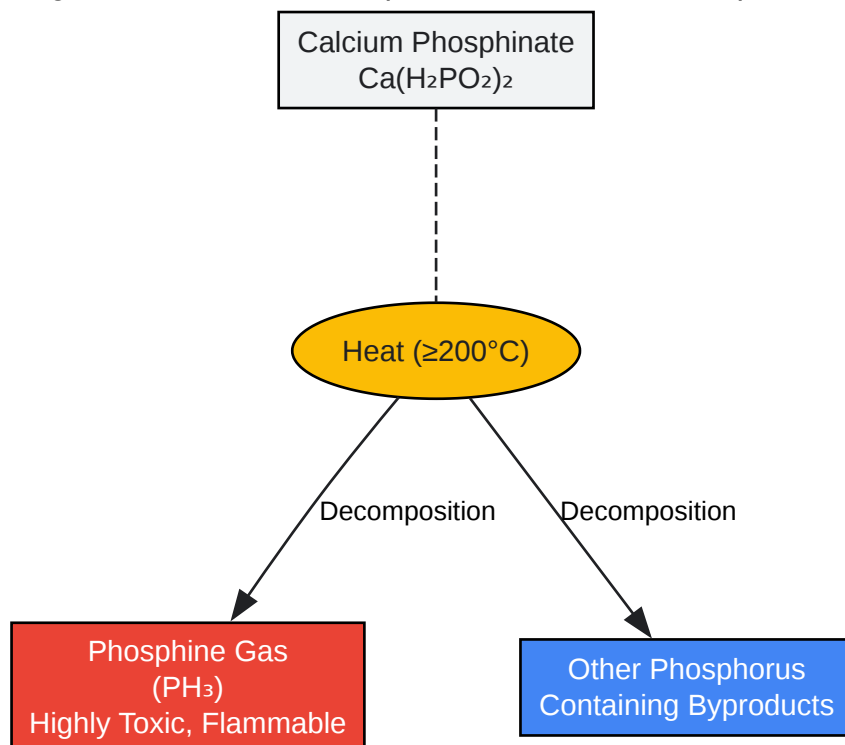 Calcium Phosphinate
Ca(H₂PO₂)₂
Heat (≥200°C)
Decomposition
Decomposition
Phosphine Gas
(PH₃)
Highly Toxic, Flammable
Other Phosphorus
Containing Byproducts